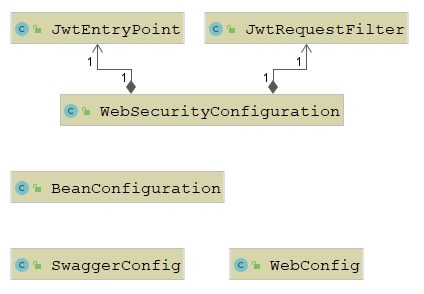 C JwtEntryPoint
C JwtRequestFilter
1 1
1 1
C WebSecurityConfiguration
C BeanConfiguration
C SwaggerConfig
C WebConfig